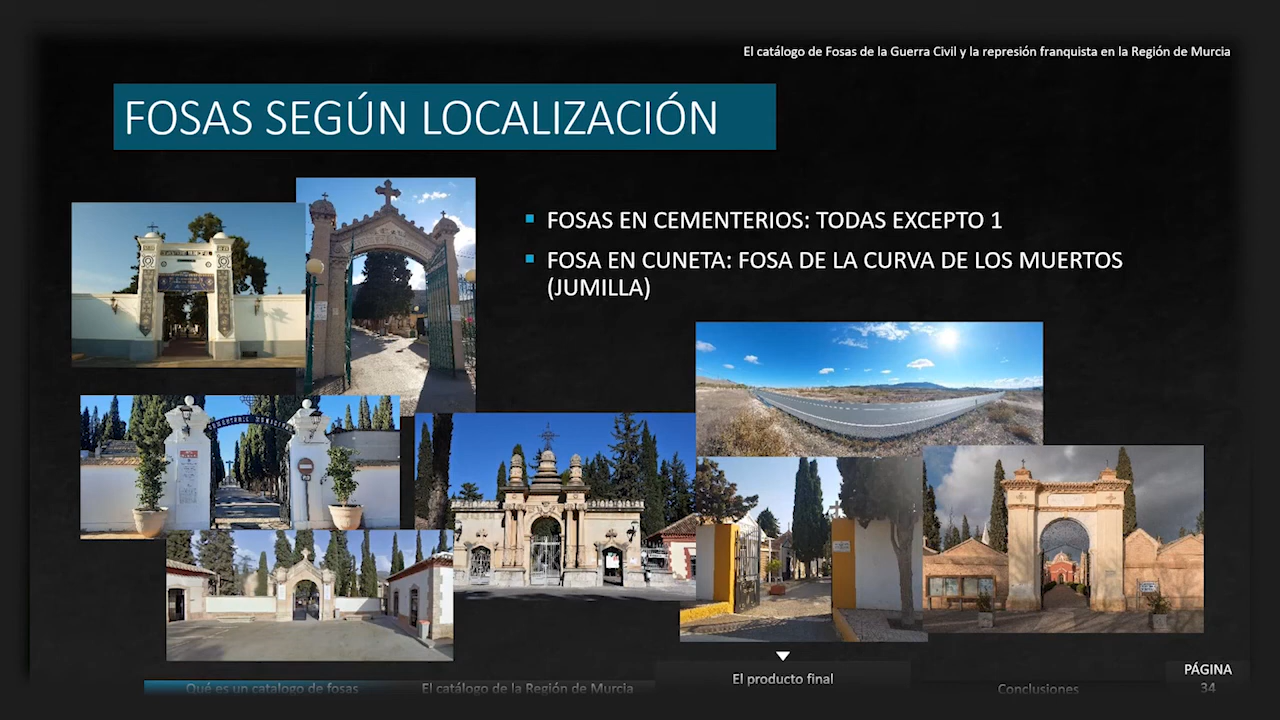 El catálogo de Fosas de la Guerra Civil y la represión franquista en la Región de Murcia
FOSAS SEGÚN LOCALIZACIÓN
FOSAS EN CEMENTERIOS: TODAS EXCEPTO 1
FOSA EN CUNETA: FOSA DE LA CURVA DE LOS MUERTOS
(JUMILLA)
El producto final
Qué es un catalogo de fosas
El catálogo de la Región de Murcia
Conclusiones
PÁGINA
34